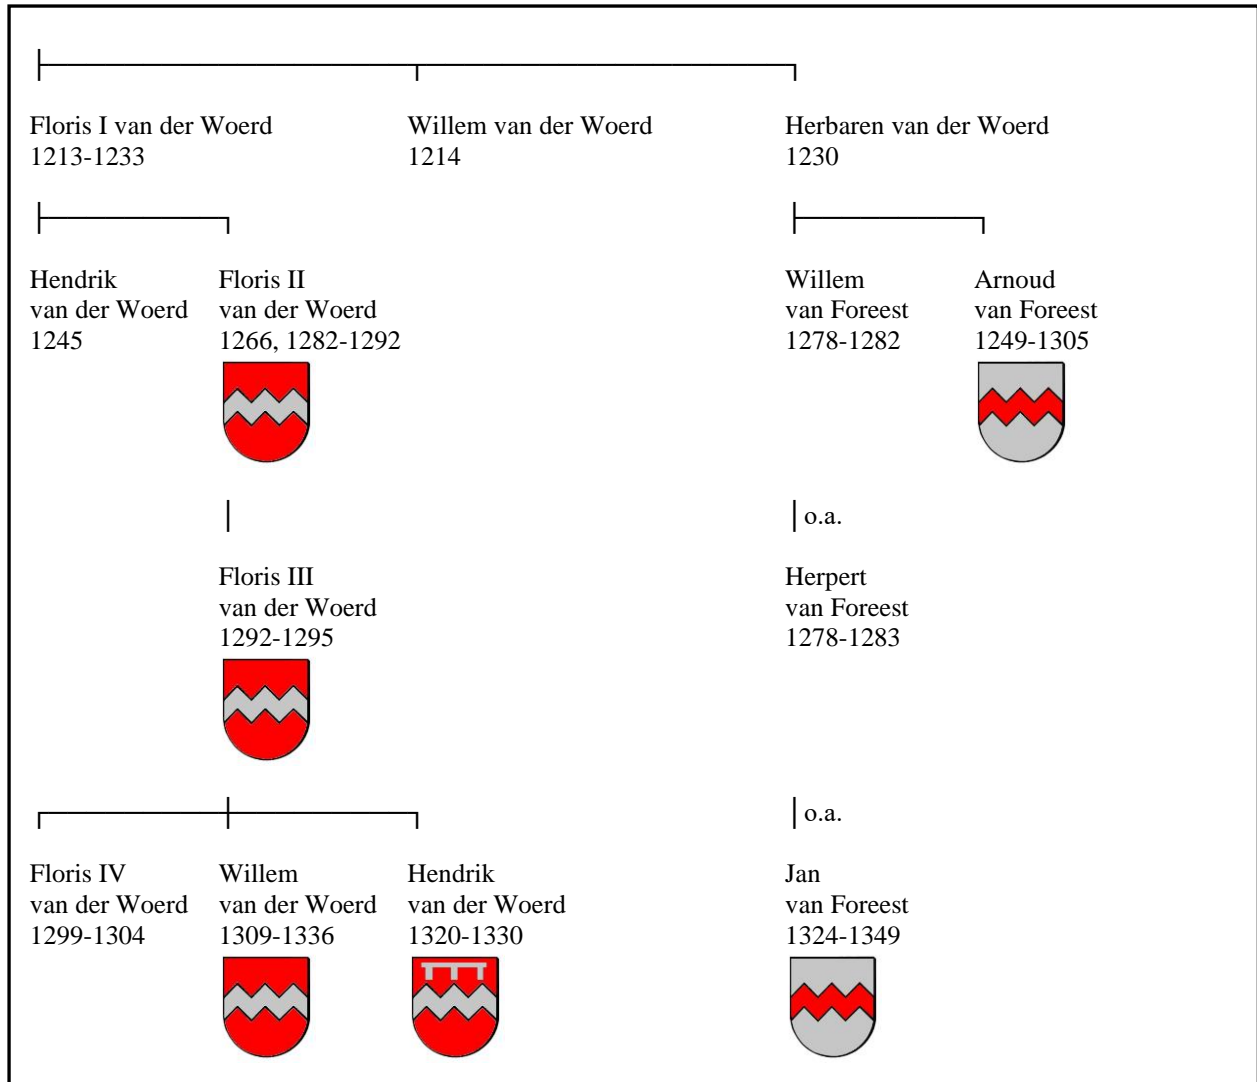 Floris I van der Woerd
1213-1233
Willem van der Woerd
1214
Herbaren van der Woerd
1230
Hendrik
van der Woerd
1245
Floris II
van der Woerd
1266, 1282-1292
Willem
van Foreest
1278-1282
Arnoud
van Foreest
1249-1305
o.a.
Floris III
van der Woerd
1292-1295
Herpert
van Foreest
1278-1283
o.a.
Floris IV
van der Woerd
1299-1304
Willem
van der Woerd
1309-1336
Hendrik
van der Woerd
1320-1330
Jan
van Foreest
1324-1349